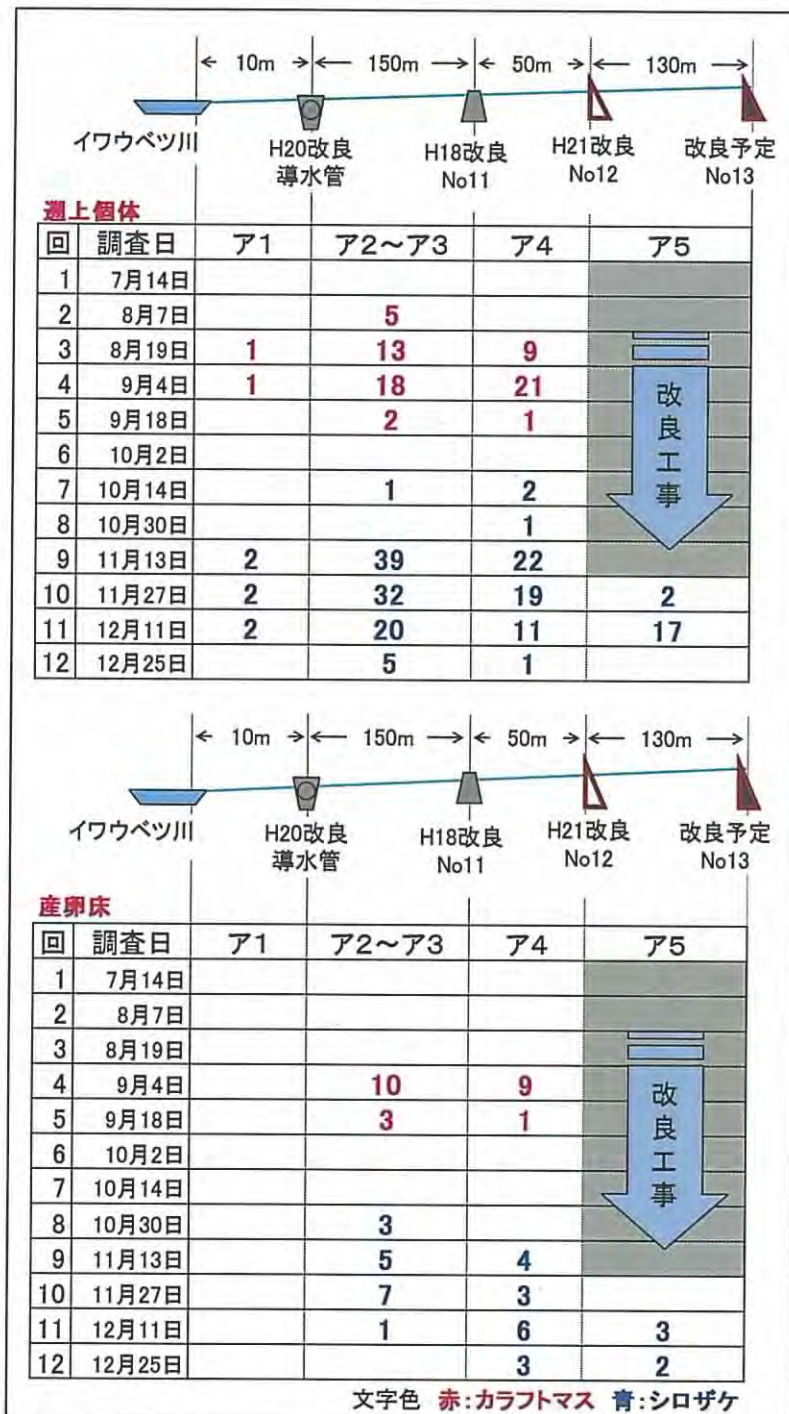 ← 10m → ← 150m → ← 50m → ← 130m →
イワウベツ川 H20改良 H18改良 H21改良 改良予定
導水管 No11 No12 No13
遡上個体
回 調査日 ア1 ア2～ア3 ア4 ア5
1 7月14日
2 8月7日 5
3 8月19日 1 13 9
4 9月4日 1 18 21
5 9月18日 2 1
6 10月2日
7 10月14日 1 2
8 10月30日 1
9 11月13日 2 39 22
10 11月27日 2 32 19 2
11 12月11日 2 20 11 17
12 12月25日 5 1
改良工事
← 10m → ← 150m → ← 50m → ← 130m →
イワウベツ川 H20改良 H18改良 H21改良 改良予定
導水管 No11 No12 No13
産卵床
回 調査日 ア1 ア2～ア3 ア4 ア5
1 7月14日
2 8月7日
3 8月19日
4 9月4日 10 9
5 9月18日 3 1
6 10月2日
7 10月14日
8 10月30日 3
9 11月13日 5 4
10 11月27日 7 3
11 12月11日 1 6 3
12 12月25日 3 2
改良工事
文字色 赤:カラフトマス 青:シロザケ